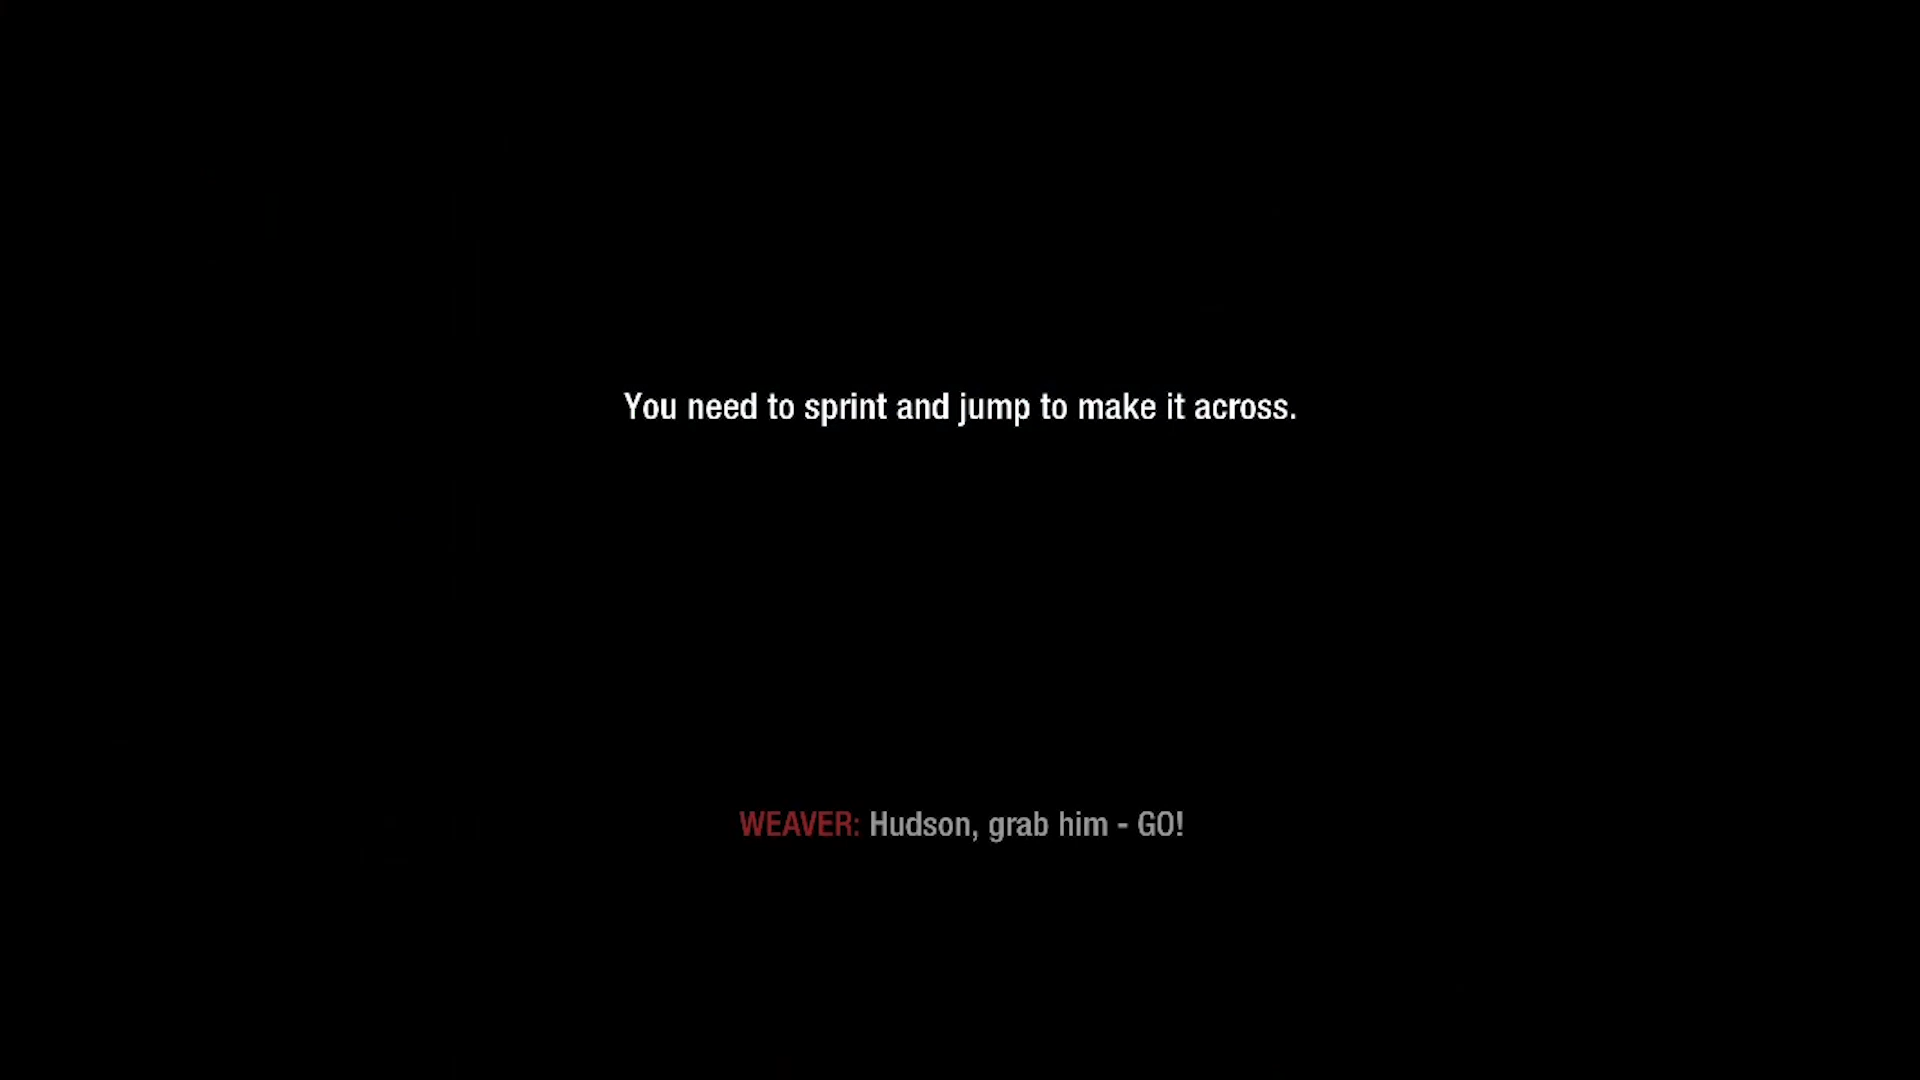 You need to sprint and jump to make it across.
WEAVER: Hudson, grab him - GO!